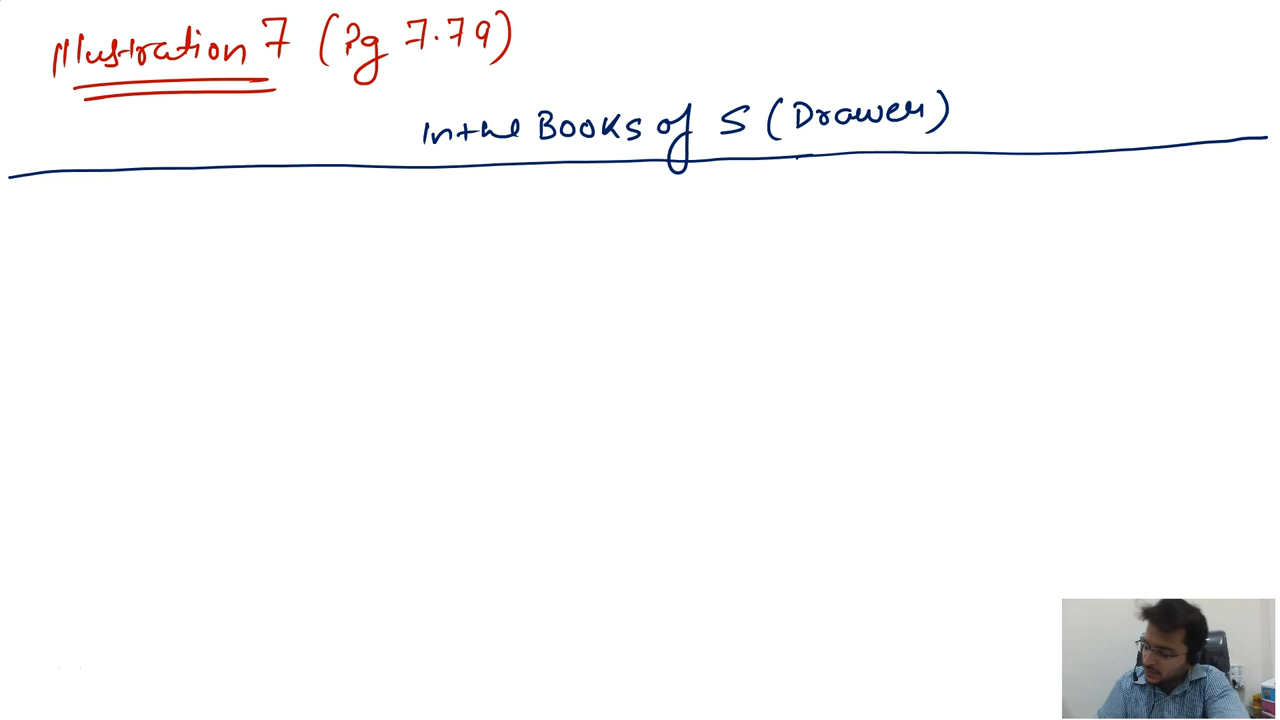 Illustration 7 (Pg 7.79)
In the Books of S (Drawer)